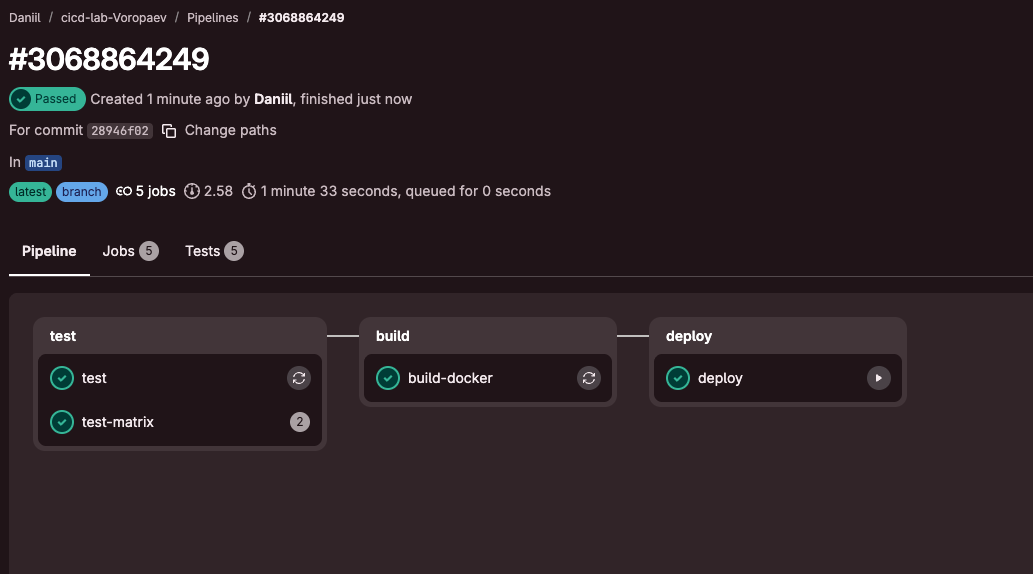 Daniil / cicd-lab-Voropaev / Pipelines / #3068864249
#3068864249
Passed Created 1 minute ago by Daniil, finished just now
For commit 28946f02 Change paths
In main
latest branch 5 jobs 2.58 1 minute 33 seconds, queued for 0 seconds
Pipeline Jobs 5 Tests 5
test build deploy
test build-docker deploy
test-matrix 2